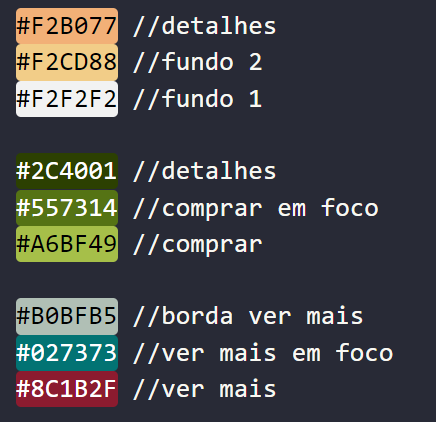 #F2B077 //detalhes
#F2CD88 //fundo 2
#F2F2F2 //fundo 1
#2C4001 //detalhes
#557314 //comprar em foco
#A6BF49 //comprar
#B0BFB5 //borda ver mais
#027373 //ver mais em foco
#8C1B2F //ver mais